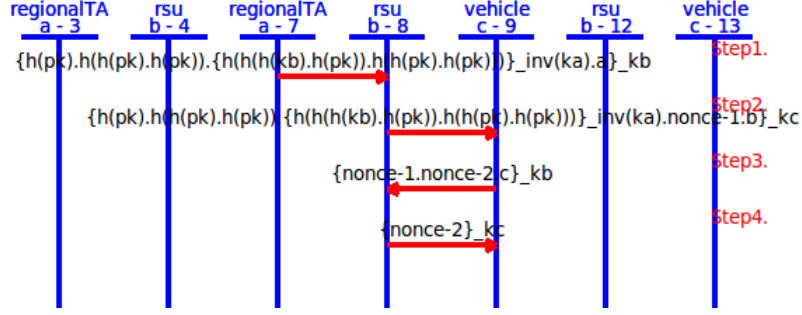 regionalTA rsu regionalTA rsu vehicle rsu vehicle
a - 3 b - 4 a - 7 b - 8 c - 9 b - 12 c - 13
Step1.
{h(pk).h(h(pk).h(pk)).{h(h(h(kb).h(pk)).h(h(pk).h(pk)))}_inv(ka).a}_kb
Step2.
{h(pk).h(h(pk).h(pk)).{h(h(h(kb).h(pk)).h(h(pk).h(pk)))}_inv(ka).nonce-1.b}_kc
Step3.
{nonce-1.nonce-2.c}_kb
Step4.
{nonce-2}_kc